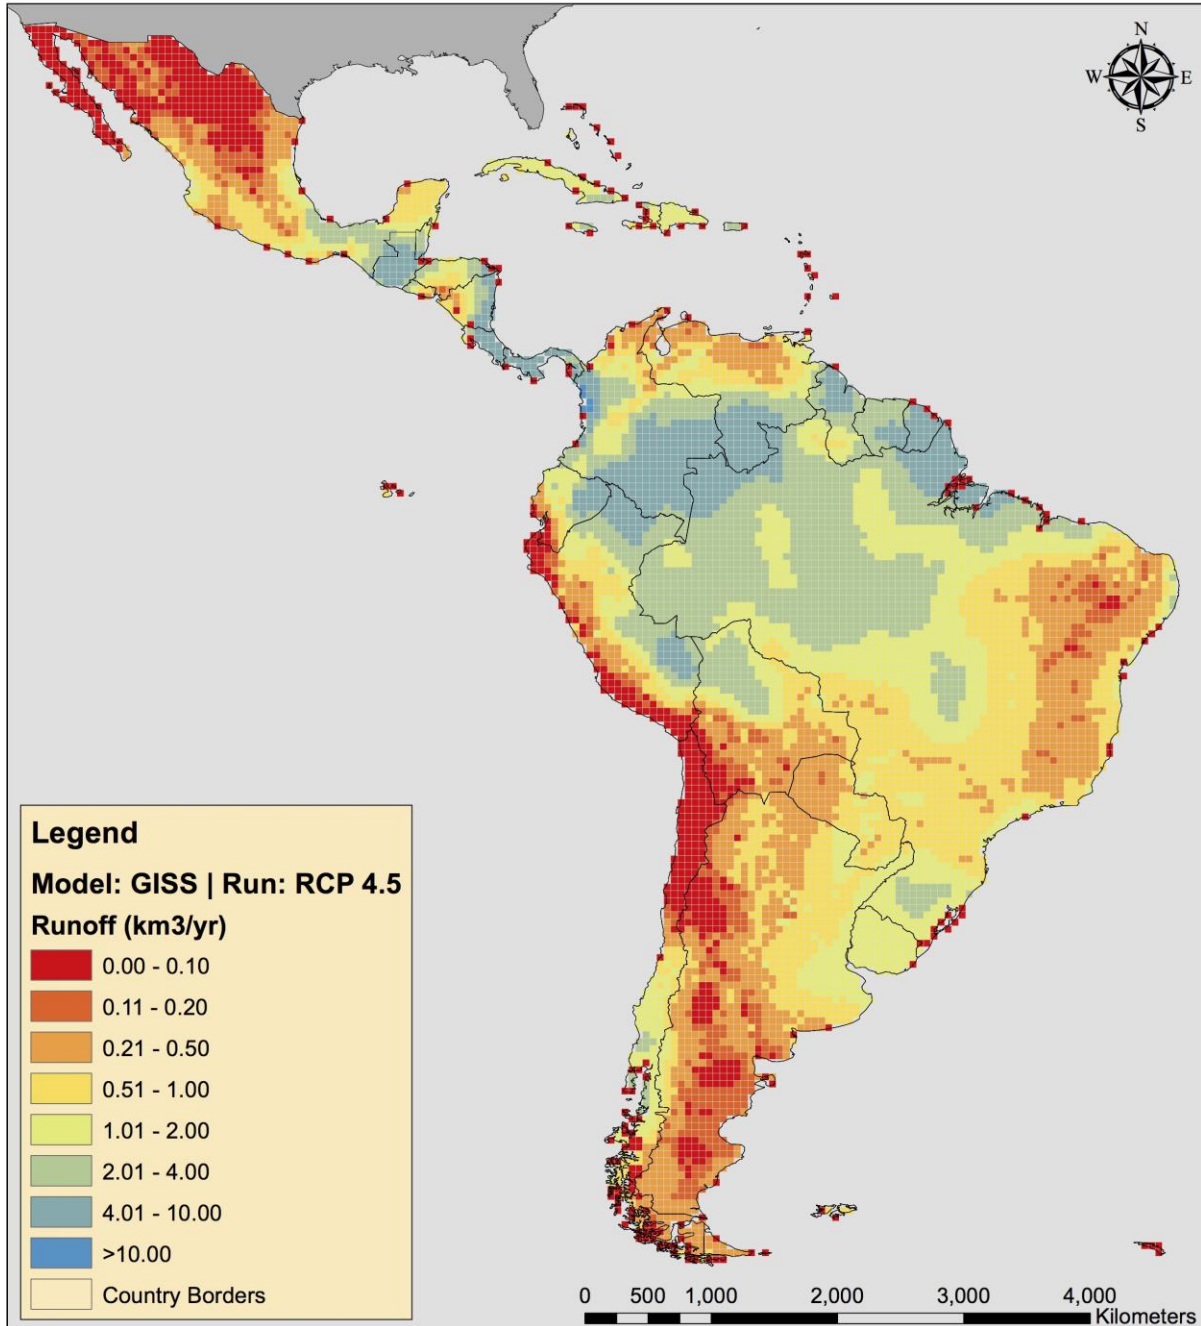 N
W E
S
Legend
Model: GISS | Run: RCP 4.5
Runoff (km3/yr)
0.00 - 0.10
0.11 - 0.20
0.21 - 0.50
0.51 - 1.00
1.01 - 2.00
2.01 - 4.00
4.01 - 10.00
>10.00
Country Borders
0 500 1,000 2,000 3,000 4,000
Kilometers